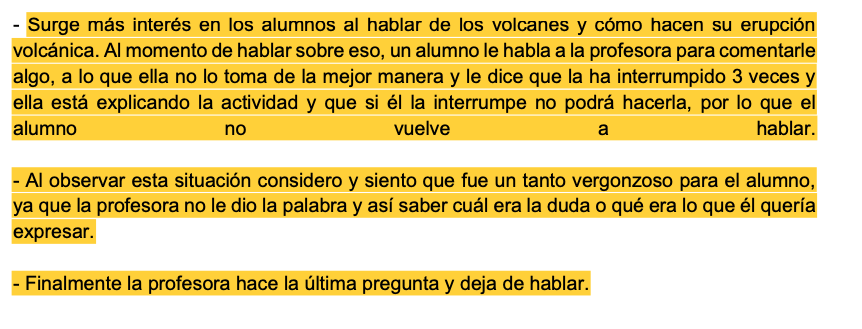 - Surge más interés en los alumnos al hablar de los volcanes y cómo hacen su erupción
volcánica. Al momento de hablar sobre eso, un alumno le habla a la profesora para comentarle
algo, a lo que ella no lo toma de la mejor manera y le dice que la ha interrumpido 3 veces y
ella está explicando la actividad y que si él la interrumpe no podrá hacerla, por lo que el
alumno no vuelve a hablar.
- Al observar esta situación considero y siento que fue un tanto vergonzoso para el alumno,
ya que la profesora no le dio la palabra y así saber cuál era la duda o qué era lo que él quería
expresar.
- Finalmente la profesora hace la última pregunta y deja de hablar.